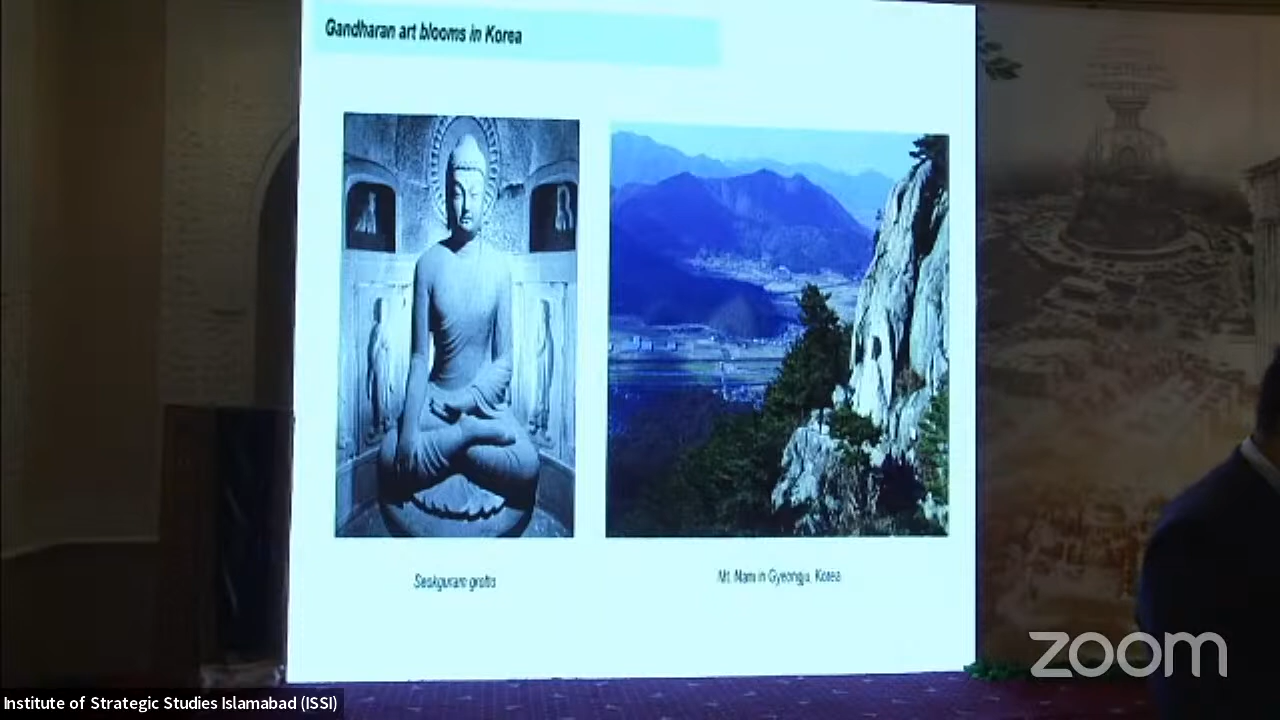 Gandharan art blooms in Korea
Seokguram grotto
Mt. Nam in Gyeongju, Korea
zoom
Institute of Strategic Studies Islamabad (ISSI)